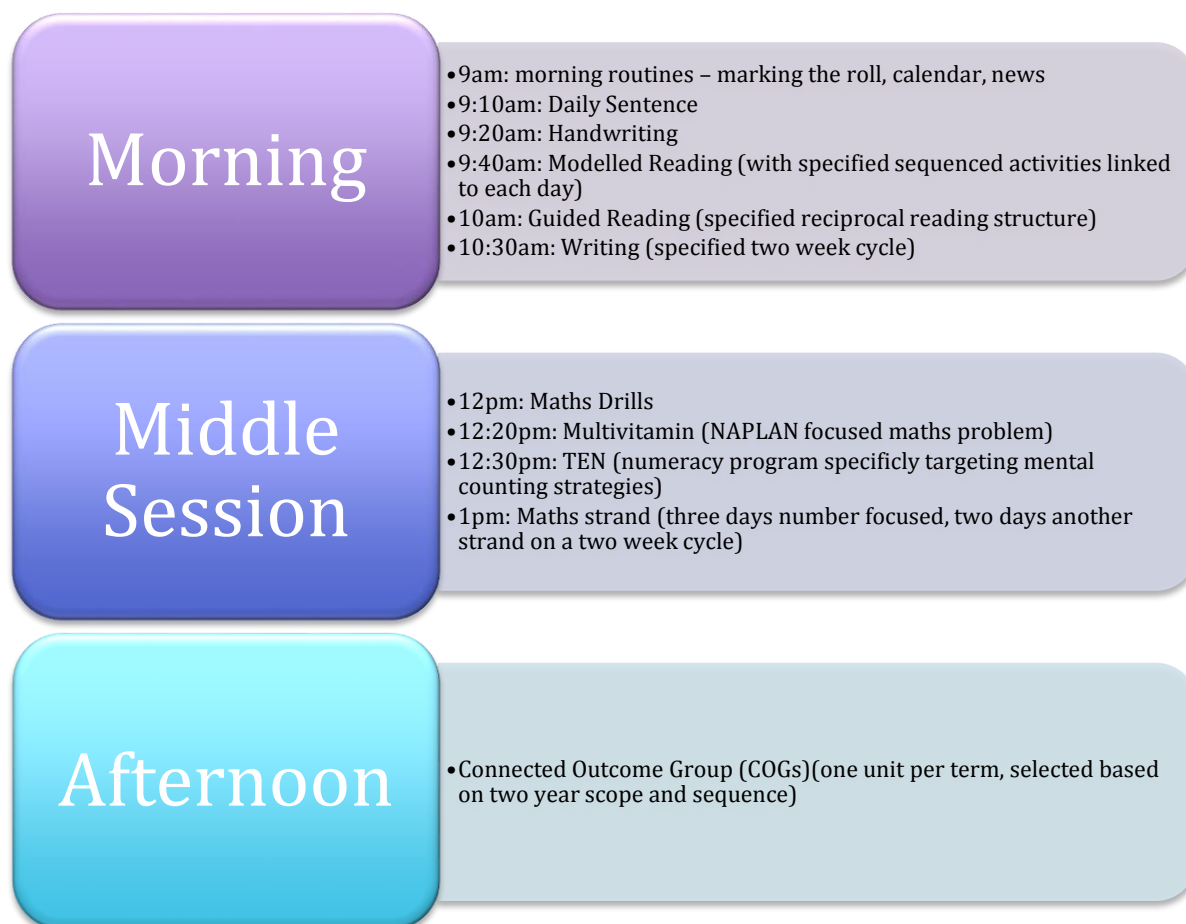 Morning
•9am: morning routines – marking the roll, calendar, news
•9:10am: Daily Sentence
•9:20am: Handwriting
•9:40am: Modelled Reading (with specified sequenced activities linked
to each day)
•10am: Guided Reading (specified reciprocal reading structure)
•10:30am: Writing (specified two week cycle)
Middle
Session
•12pm: Maths Drills
•12:20pm: Multivitamin (NAPLAN focused maths problem)
•12:30pm: TEN (numeracy program specificly targeting mental
counting strategies)
•1pm: Maths strand (three days number focused, two days another
strand on a two week cycle)
Afternoon
•Connected Outcome Group (COGs)(one unit per term, selected based
on two year scope and sequence)